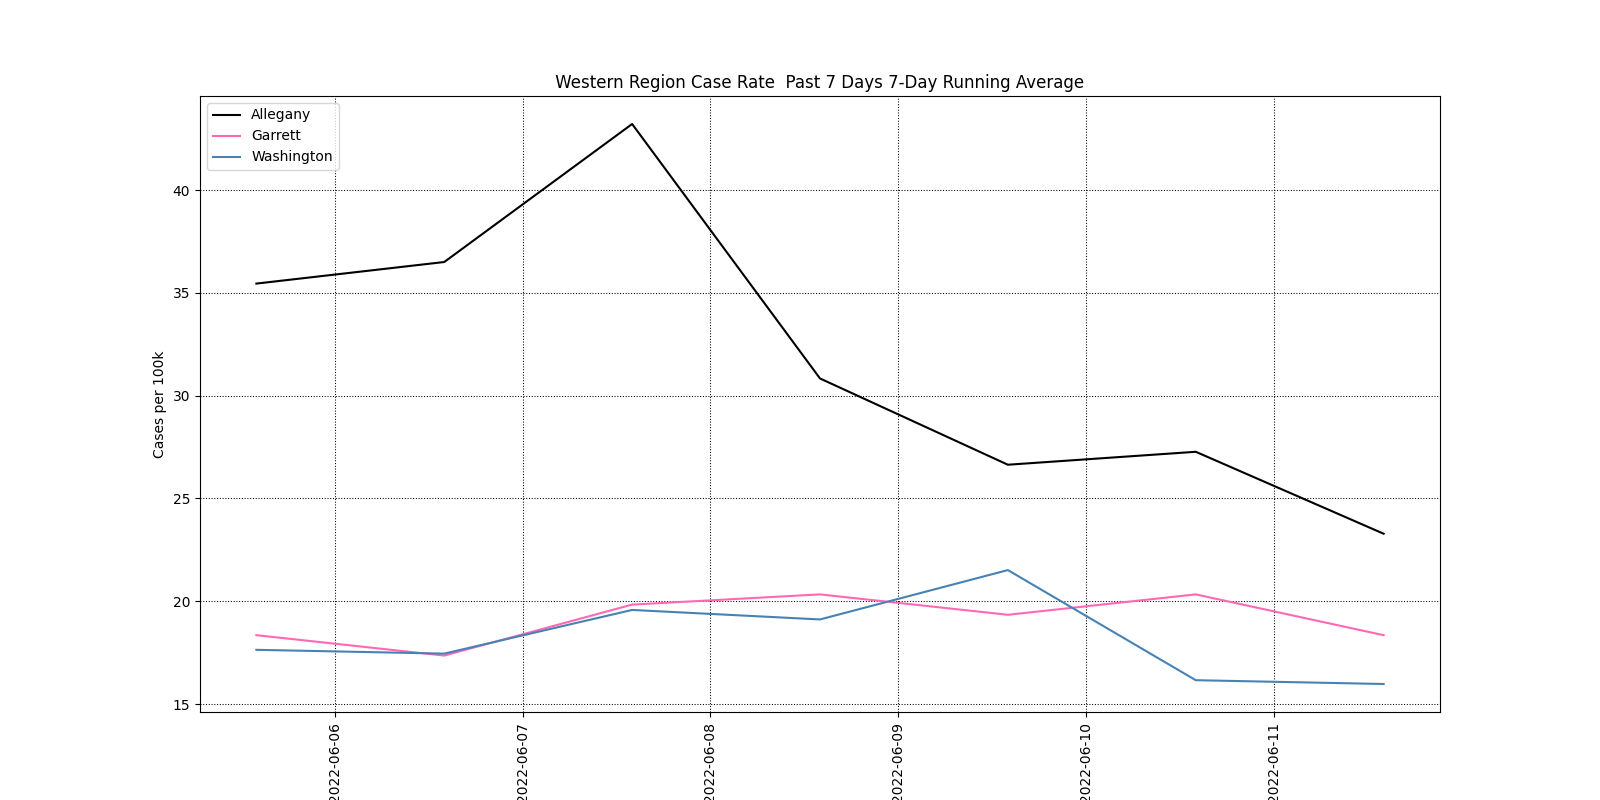 Western Region Case Rate  Past 7 Days 7-Day Running Average
Allegany
Garrett
Washington
40
35
30
25
20
15
Cases per 100k
2022-06-06
2022-06-07
2022-06-08
2022-06-09
2022-06-10
2022-06-11